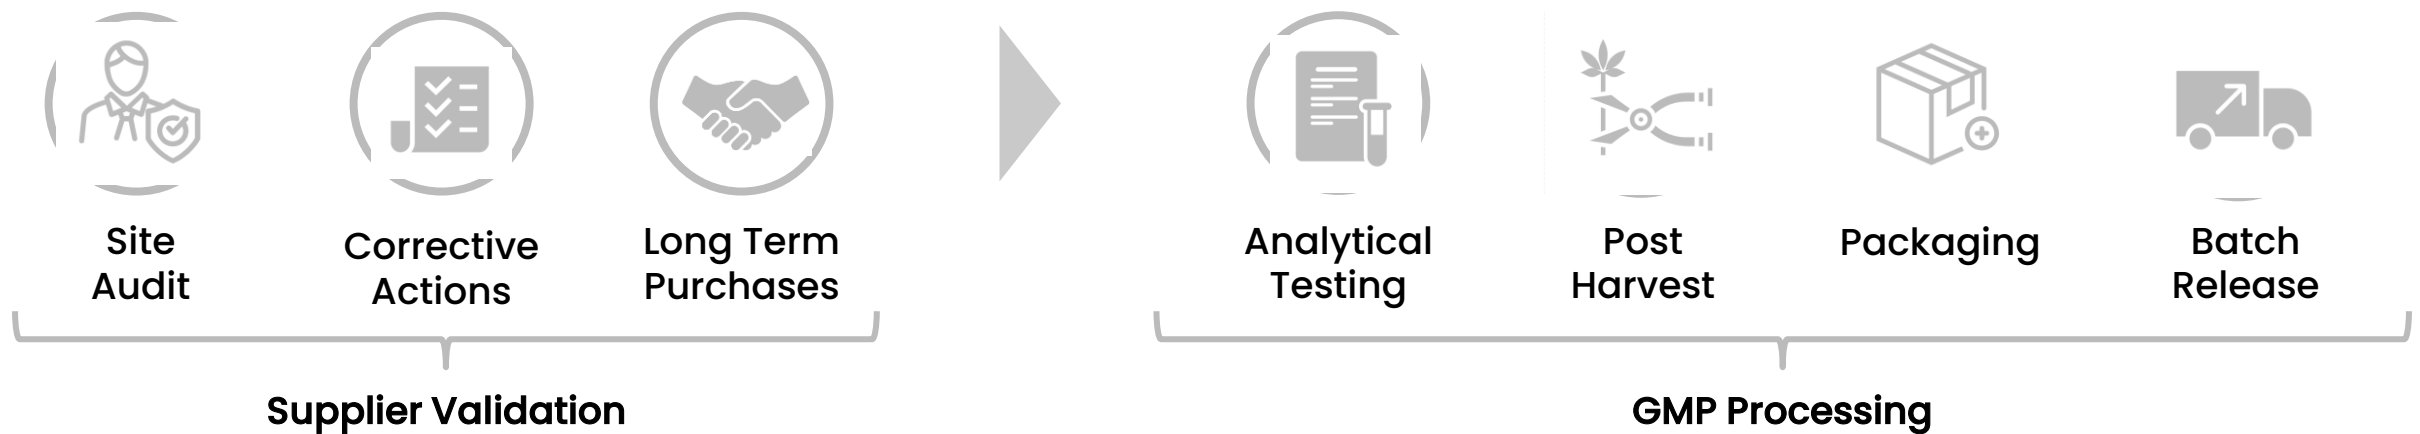 Site
Audit
Corrective
Actions
Long Term
Purchases
Supplier Validation
Analytical
Testing
Post
Harvest
Packaging
Batch
Release
GMP Processing